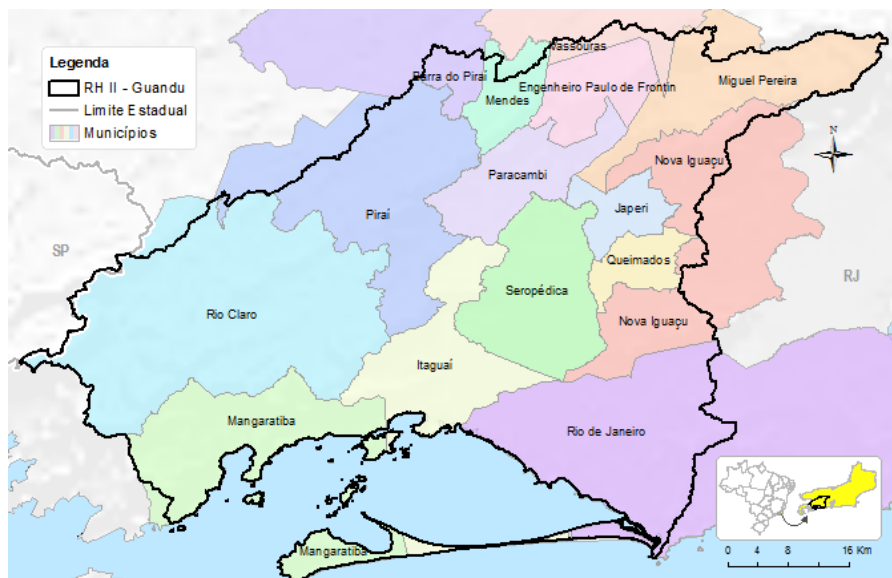 Legenda
RH II - Guandu
Limite Estadual
Municípios
Vassouras
Barra do Piraí
Mendes
Engenheiro Paulo de Frontin
Miguel Pereira
N
Nova Iguaçu
Paracambi
Japeri
Piraí
SP
Queimados
RJ
Seropédica
Rio Claro
Nova Iguaçu
Itaguaí
Mangaratiba
Rio de Janeiro
Mangaratiba
0 4 8 16 Km